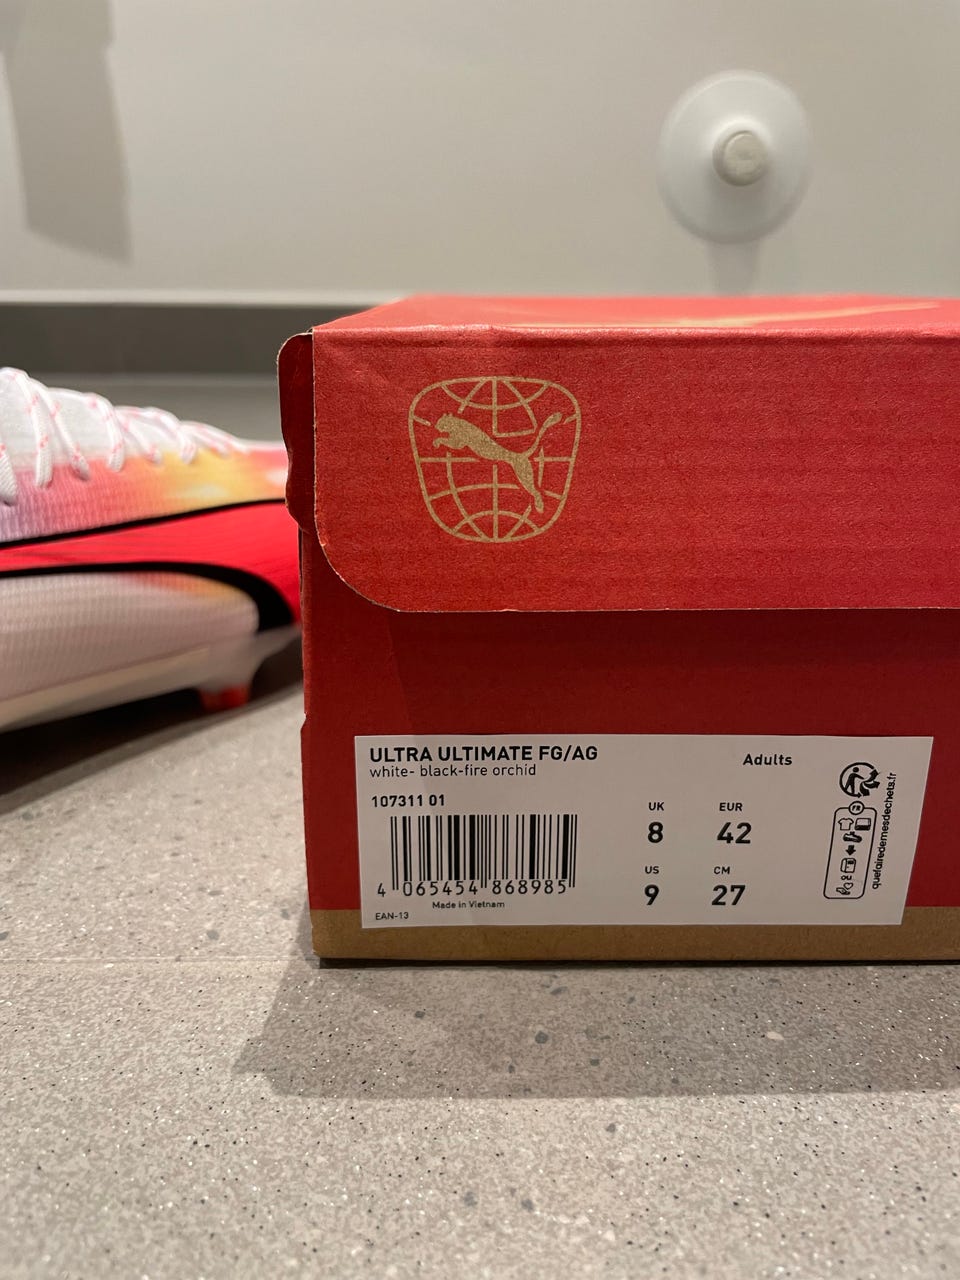 ULTRA ULTIMATE FG/AG
white- black-fire orchid
Adults
107311 01
UK
EUR
8
42
US
CM
9
27
4 065454 868985
Made in Vietnam
EAN-13
FR
quefairedemesdechets.fr